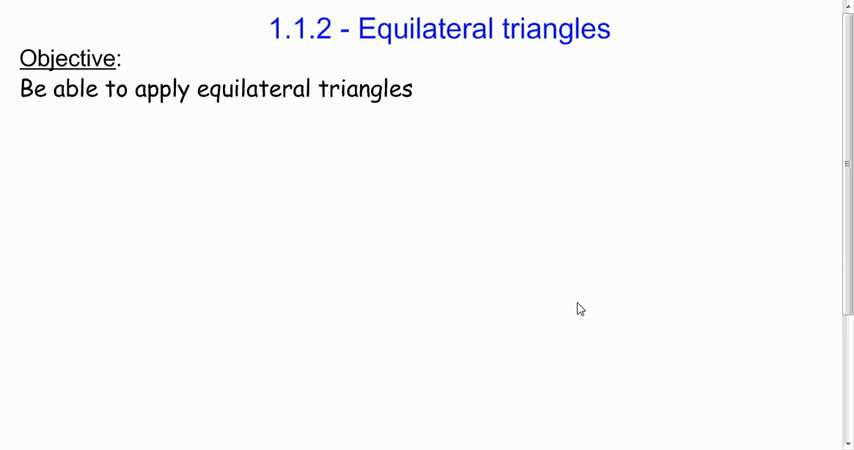 1.1.2 - Equilateral triangles
Objective:
Be able to apply equilateral triangles